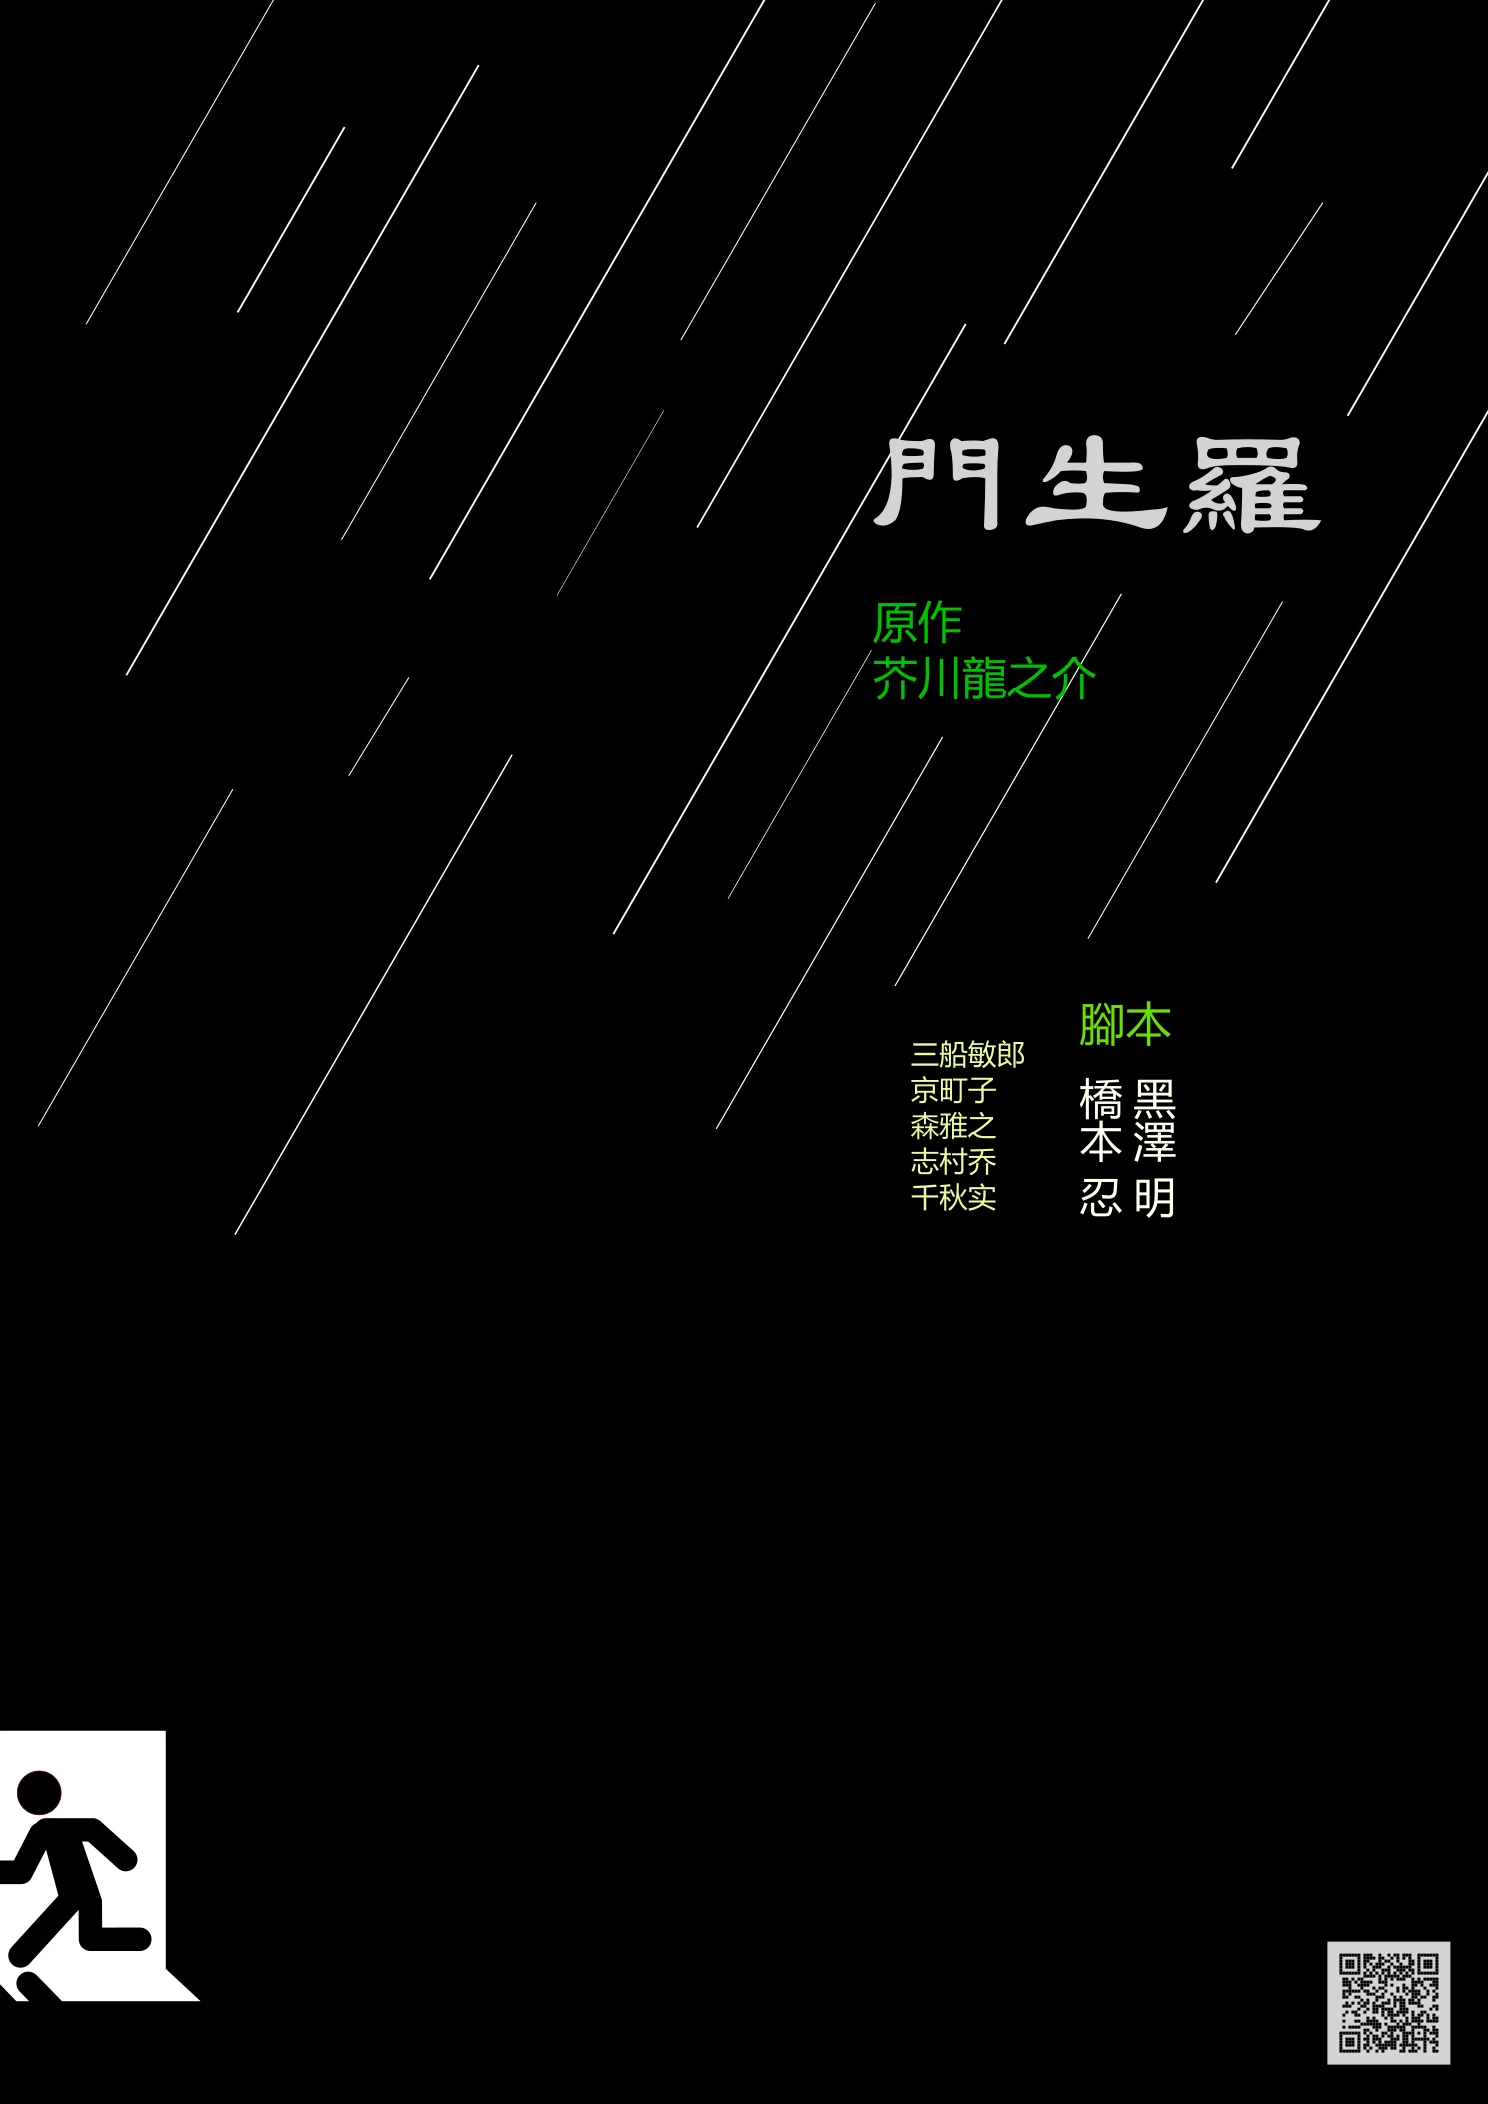 羅生門
原作
芥川龍之介
腳本
黑澤明
橋本忍
三船敏郎
京町子
森雅之
志村乔
千秋实